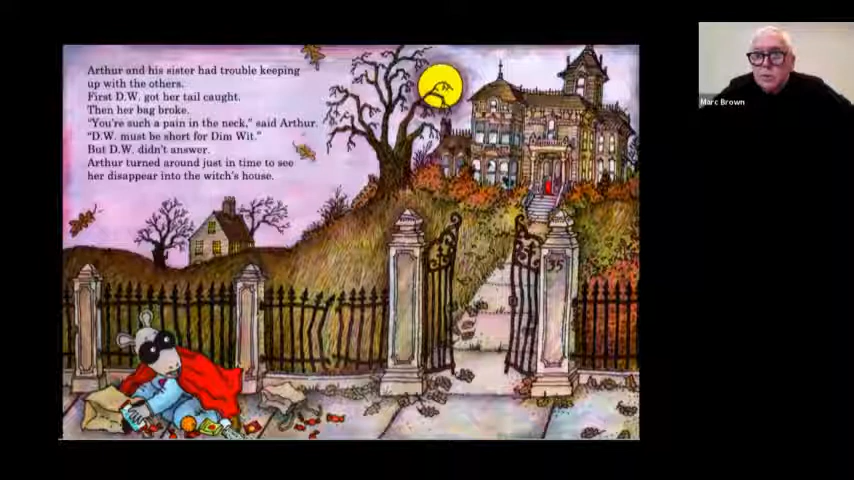 Arthur and his sister had trouble keeping
up with the others.
First D.W. got her tail caught.
Then her bag broke.
"You're such a pain in the neck," said Arthur.
"D.W. must be short for Dim Wit."
But D.W. didn't answer.
Arthur turned around just in time to see
her disappear into the witch's house.
35
Marc Brown